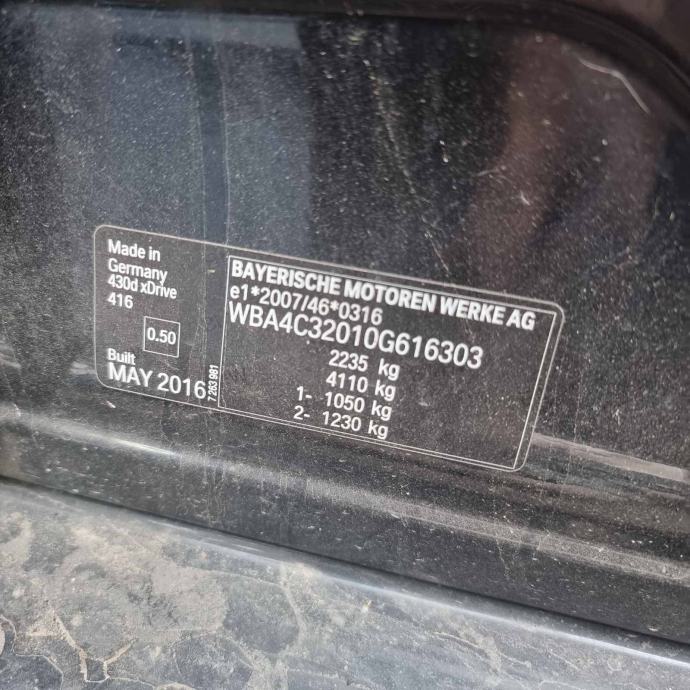 Made in
Germany
430d xDrive
416
0.50
Built
MAY 2016
7 263 981
BAYERISCHE MOTOREN WERKE AG
e1*2007/46*0316
WBA4C32010G616303
2235 kg
4110 kg
1- 1050 kg
2- 1230 kg